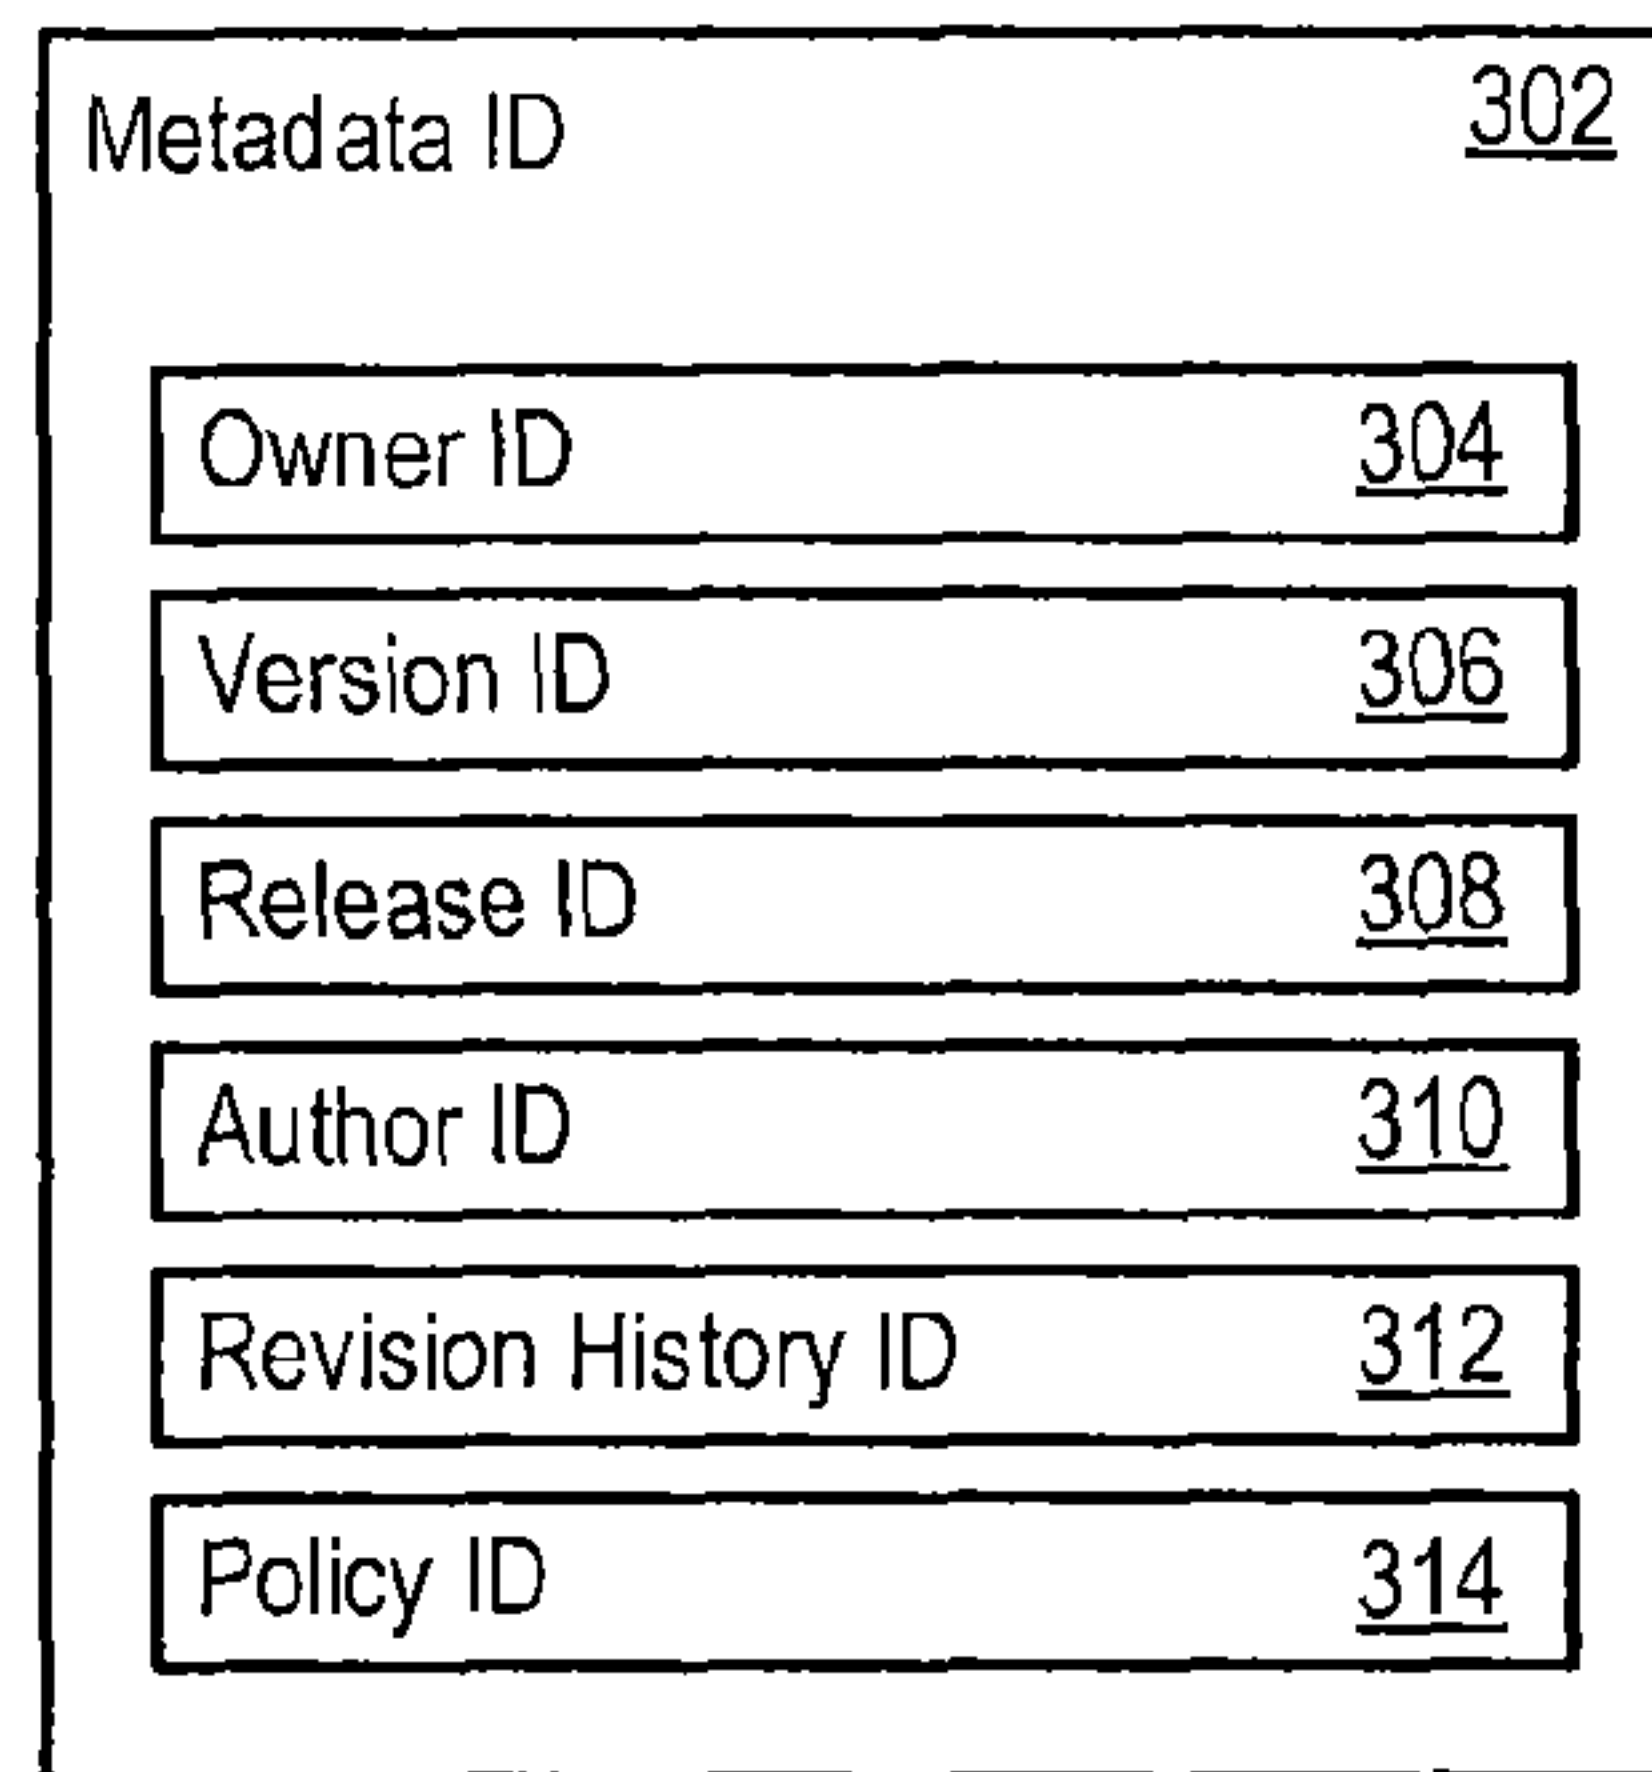 Metadata ID 302
Owner ID 304
Version ID 306
Release ID 308
Author ID 310
Revision History ID 312
Policy ID 314